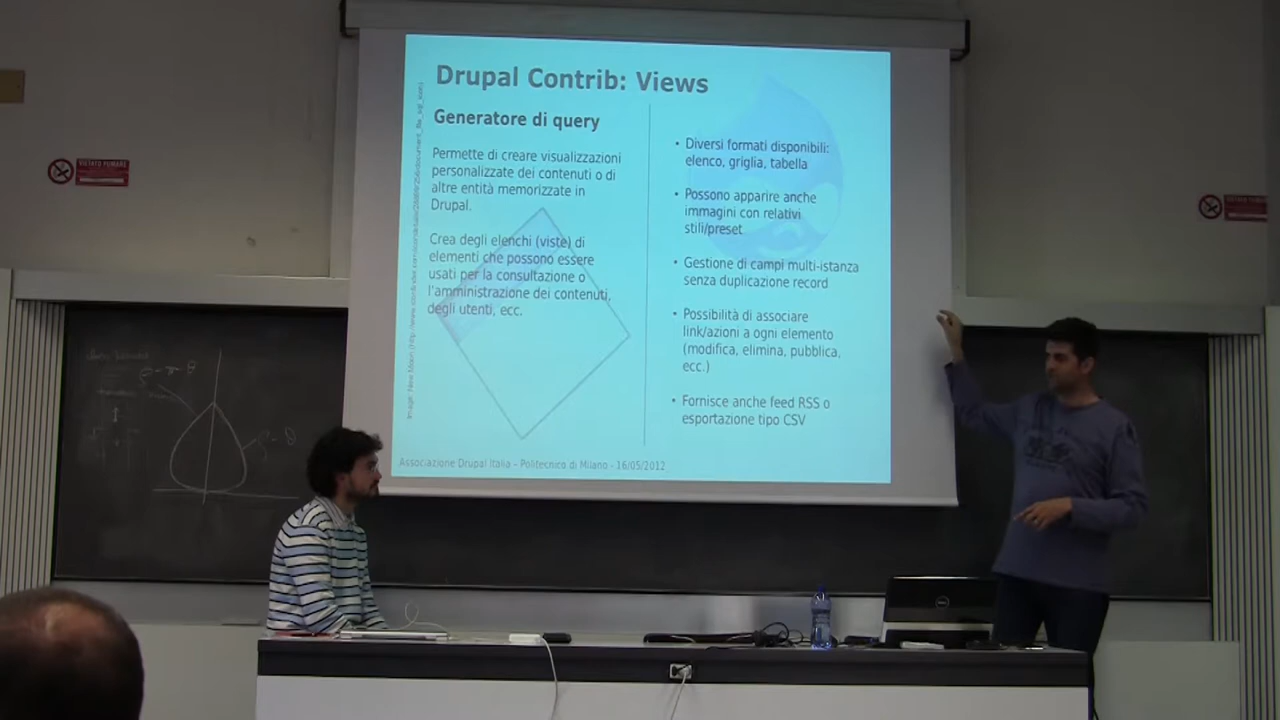 Drupal Contrib: Views
Generatore di query
Permette di creare visualizzazioni
personalizzate dei contenuti o di
altre entità memorizzate in
Drupal.
Crea degli elenchi (viste) di
elementi che possono essere
usati per la consultazione o
l'amministrazione dei contenuti,
degli utenti, ecc.
• Diversi formati disponibili:
elenco, griglia, tabella
• Possono apparire anche
immagini con relativi
stili/preset
• Gestione di campi multi-istanza
senza duplicazione record
• Possibilità di associare
link/azioni a ogni elemento
(modifica, elimina, pubblica,
ecc.)
• Fornisce anche feed RSS o
esportazione tipo CSV
Associazione Drupal Italia – Politecnico di Milano - 16/05/2012
VIETATO FUMARE
VIETATO FUMARE